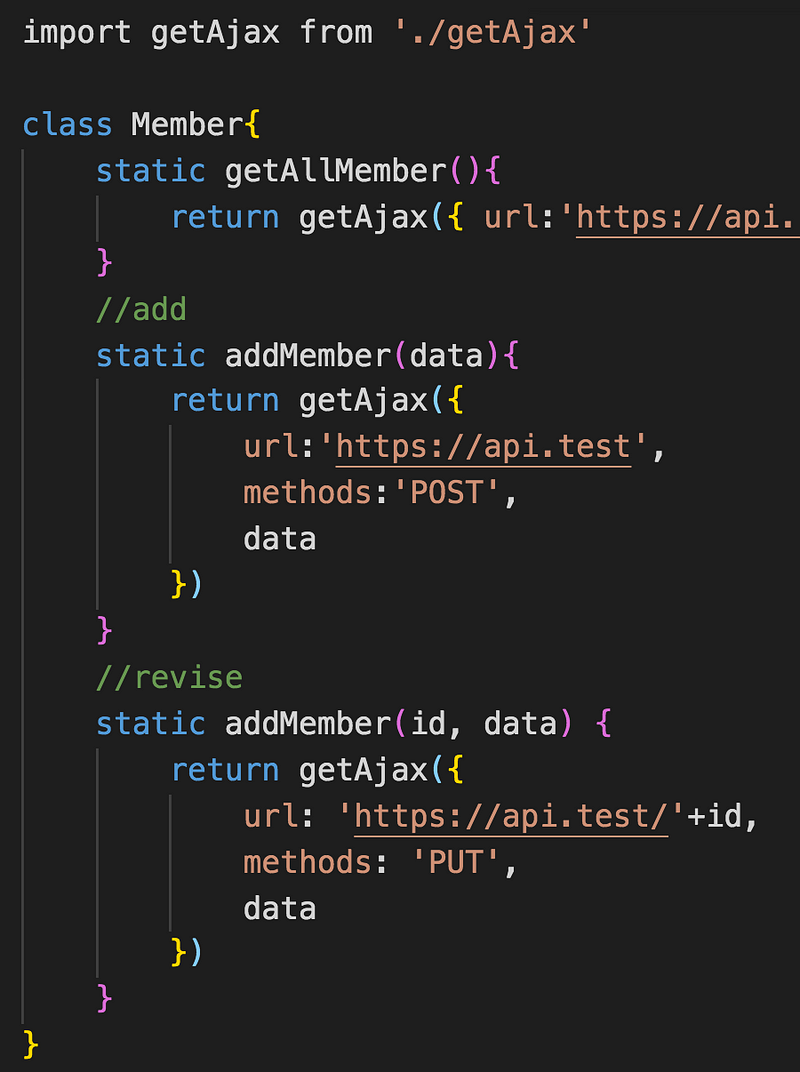 import getAjax from './getAjax'
class Member{
static getAllMember(){
return getAjax({ url:'https://api.
}
//add
static addMember(data){
return getAjax({
url:'https://api.test',
methods:'POST',
data
})
}
//revise
static addMember(id, data) {
return getAjax({
url: 'https://api.test/'+id,
methods: 'PUT',
data
})
}
}